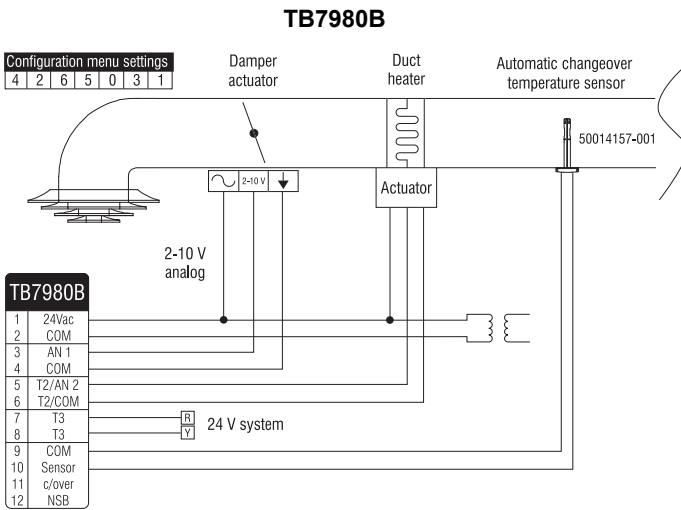 TB7980B
Configuration menu settings
4 2 6 5 0 3 1
Damper
actuator
Duct
heater
Automatic changeover
temperature sensor
50014157-001
2-10 V
Actuator
2-10 V
analog
TB7980B
1 24Vac
2 COM
3 AN 1
4 COM
5 T2/AN 2
6 T2/COM
7 T3
8 T3
R
Y
24 V system
9 COM
10 Sensor
11 c/over
12 NSB